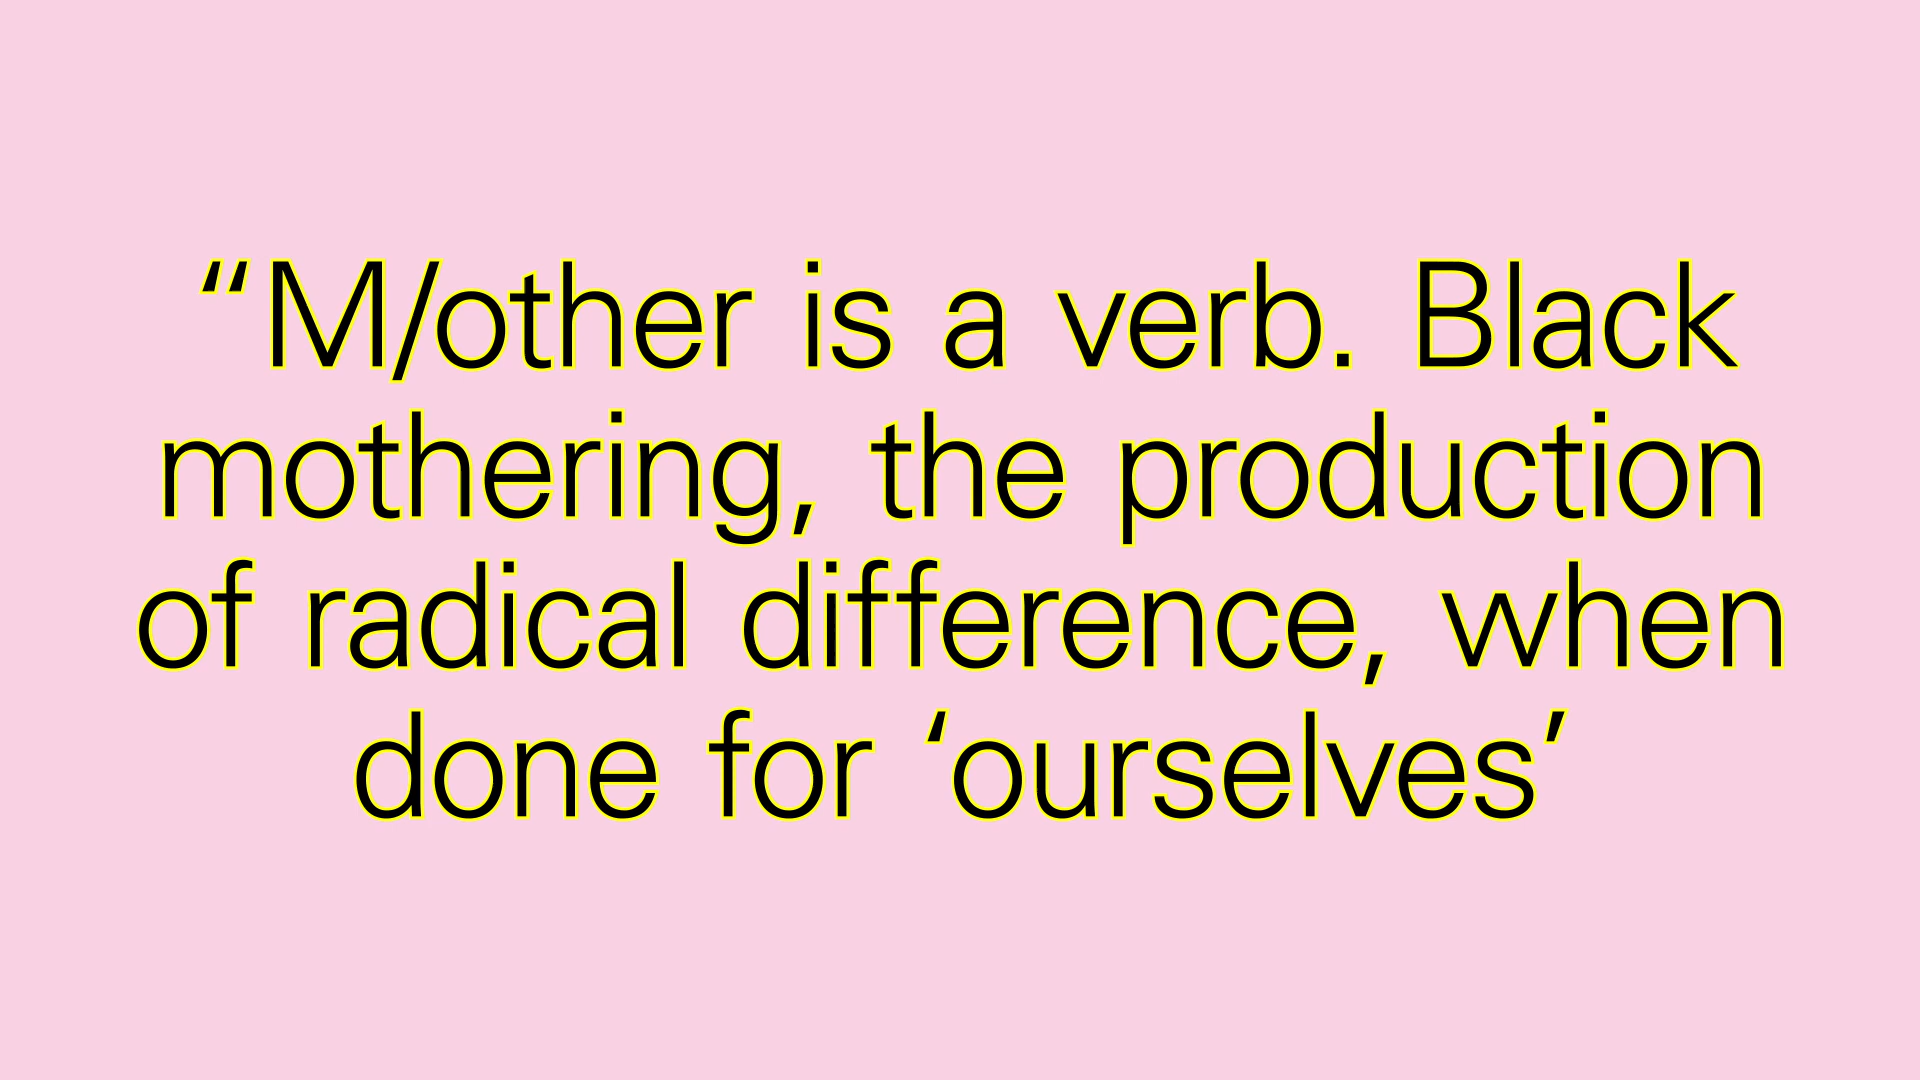 “M/other is a verb. Black
mothering, the production
of radical difference, when
done for ‘ourselves’